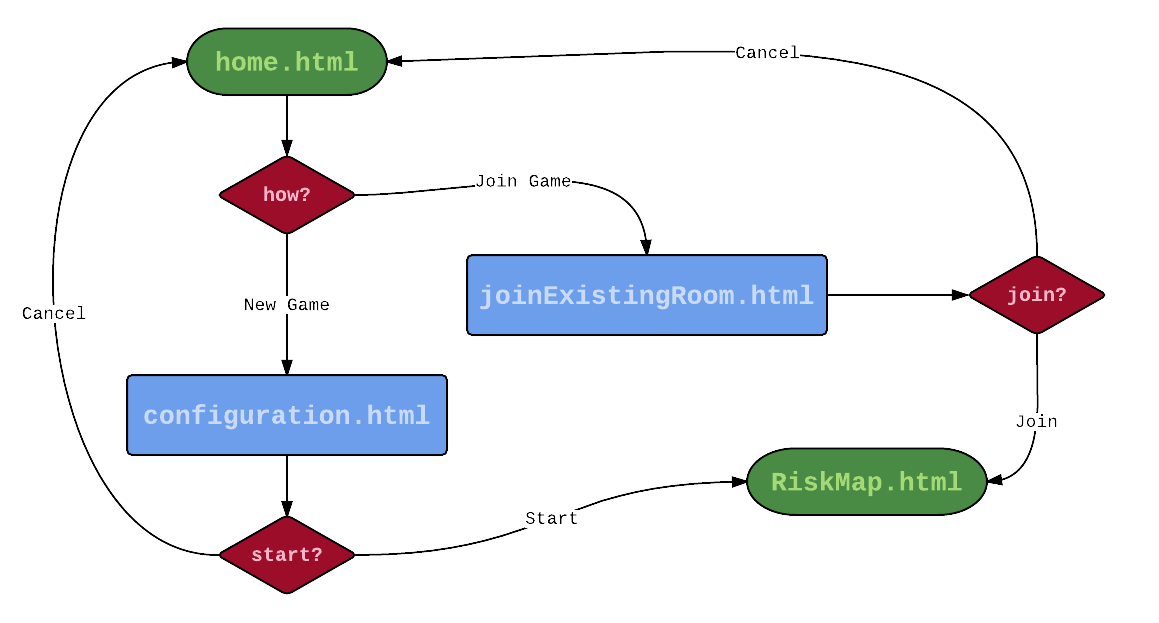 home.html
Cancel
how?
Join Game
joinExistingRoom.html
join?
New Game
Cancel
configuration.html
Join
RiskMap.html
Start
start?